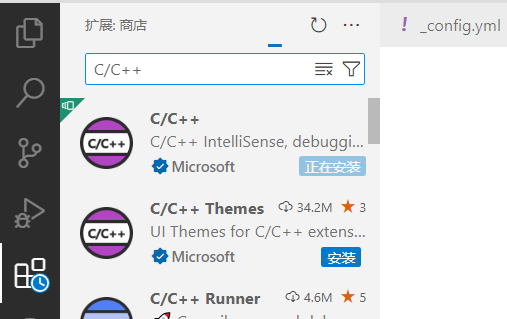 扩展: 商店
! _config.yml
C/C++
C/C++
C/C++
C/C++ IntelliSense, debuggi...
Microsoft 正在安装
C/C++ Themes 34.2M 3
C/C++
UI Themes for C/C++ extens...
Microsoft 安装
C/C++ Runner 4.6M 5
C/C++